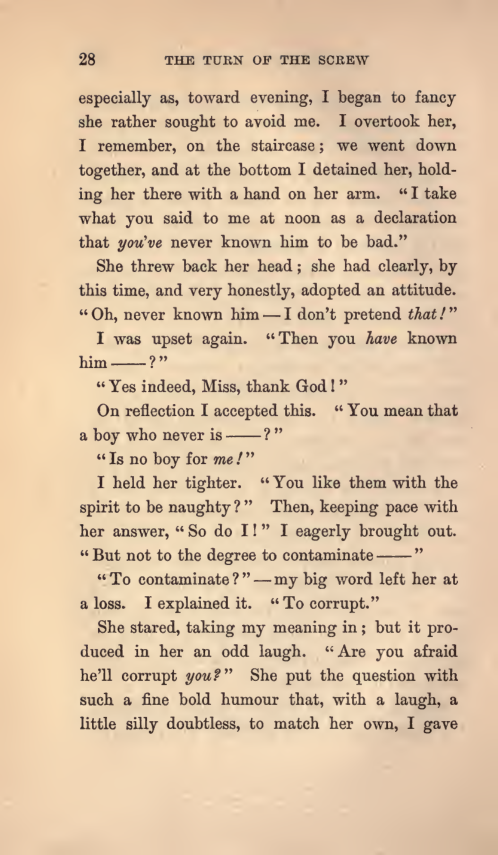 28 THE TURN OF THE SCREW
especially as, toward evening, I began to fancy
she rather sought to avoid me. I overtook her,
I remember, on the staircase; we went down
together, and at the bottom I detained her, hold-
ing her there with a hand on her arm. “I take
what you said to me at noon as a declaration
that you've never known him to be bad.”
She threw back her head; she had clearly, by
this time, and very honestly, adopted an attitude.
“Oh, never known him—I don't pretend that!”
I was upset again. “Then you have known
him——?”
“Yes indeed, Miss, thank God!”
On reflection I accepted this. “You mean that
a boy who never is——?”
“Is no boy for me!”
I held her tighter. “You like them with the
spirit to be naughty?” Then, keeping pace with
her answer, “So do I!” I eagerly brought out.
“But not to the degree to contaminate——”
“To contaminate?”—my big word left her at
a loss. I explained it. “To corrupt.”
She stared, taking my meaning in; but it pro-
duced in her an odd laugh. “Are you afraid
he'll corrupt you?” She put the question with
such a fine bold humour that, with a laugh, a
little silly doubtless, to match her own, I gave